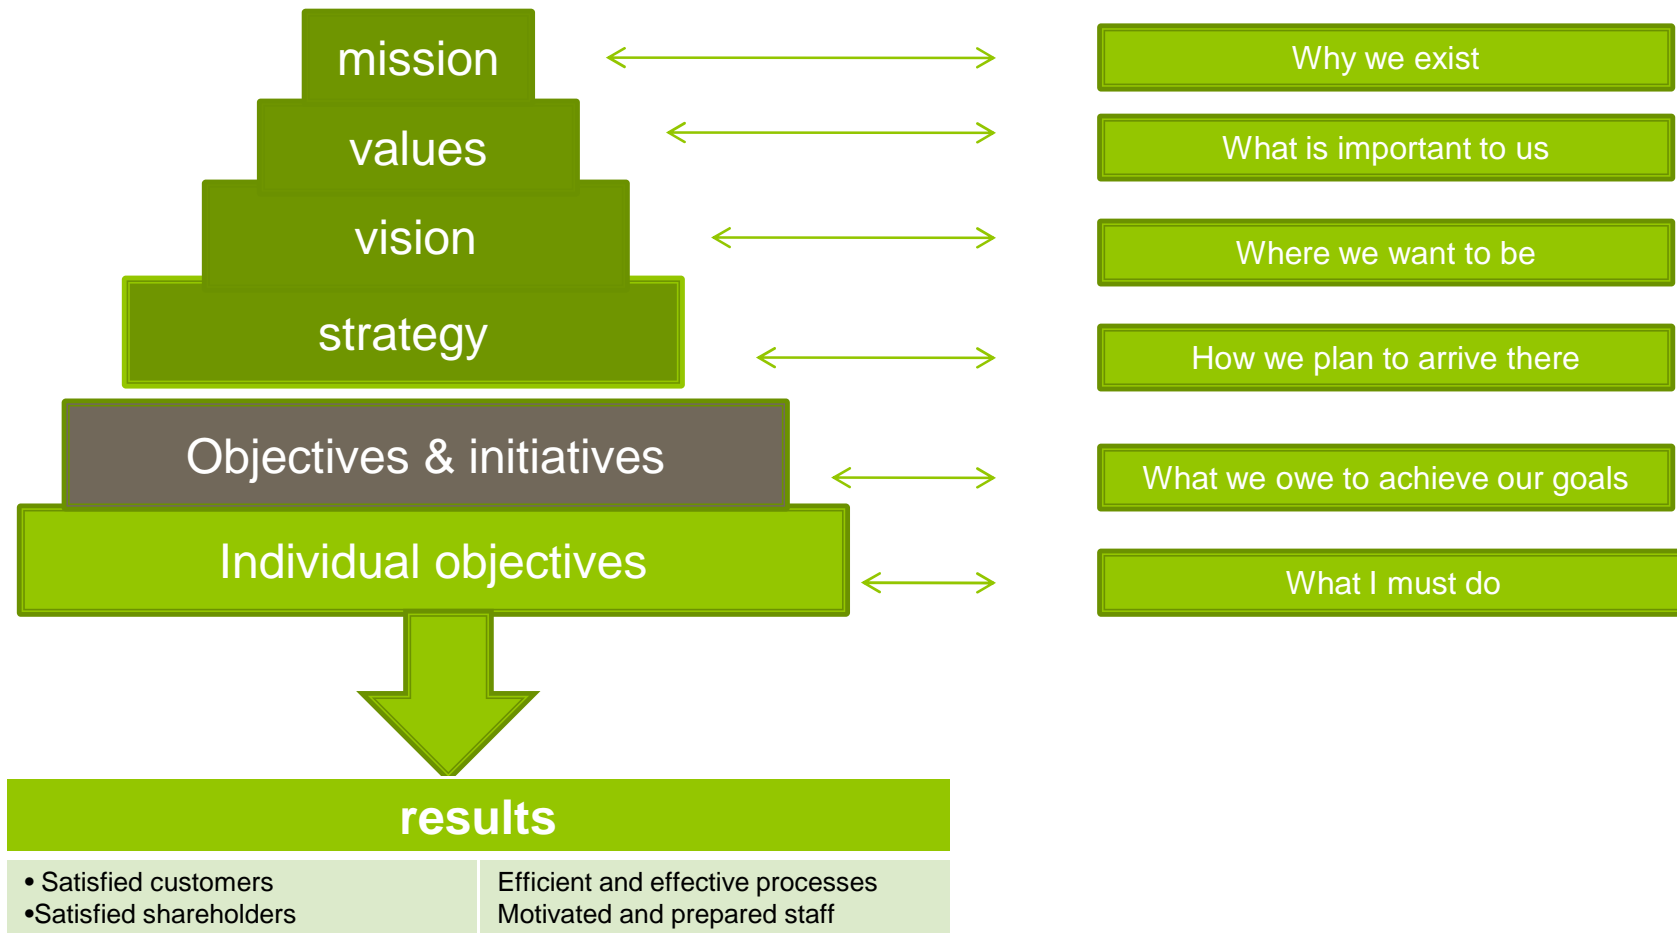 mission
Why we exist
values
What is important to us
vision
Where we want to be
strategy
How we plan to arrive there
Objectives & initiatives
What we owe to achieve our goals
Individual objectives
What I must do
results
• Satisfied customers
•Satisfied shareholders
Efficient and effective processes
Motivated and prepared staff